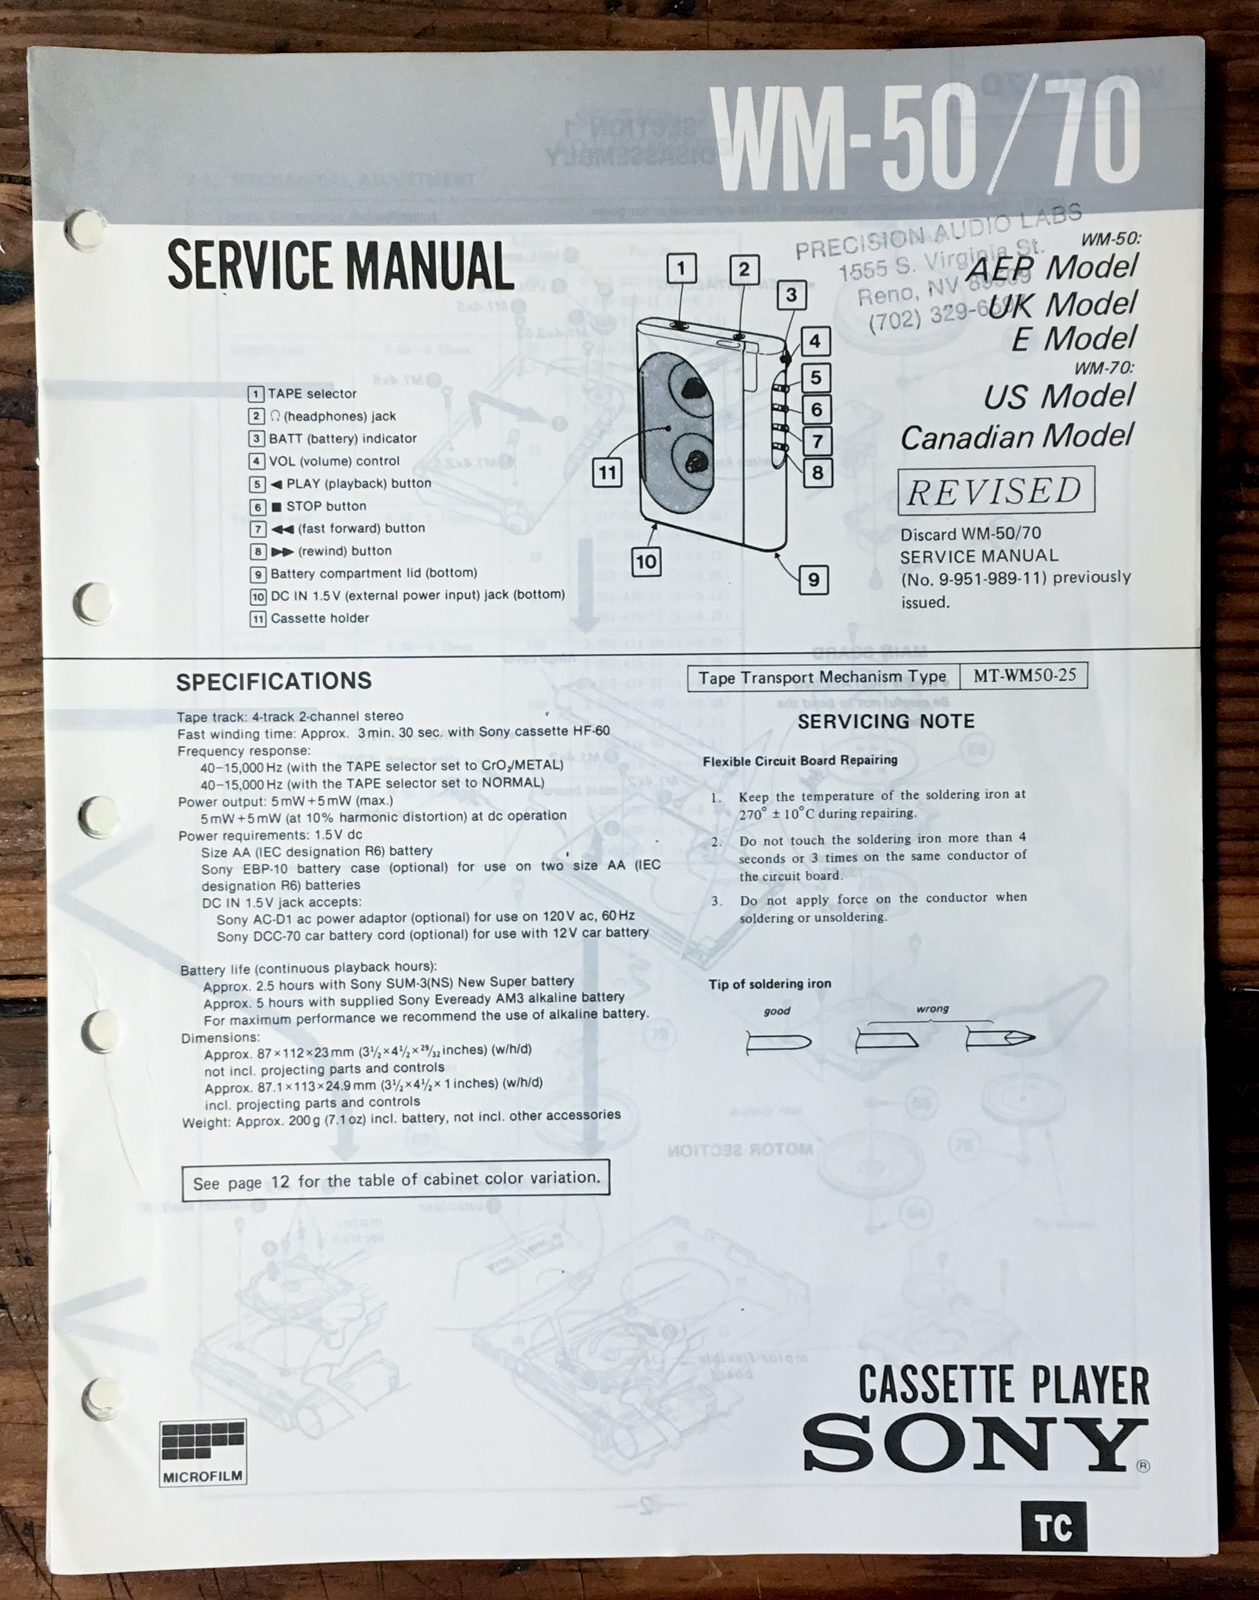 WM-50/70
SERVICE MANUAL
PRECISION AUDIO LABS
1555 S. Virginia St.
Reno, NV 89509
(702) 329-
WM-50:
AEP Model
UK Model
E Model
WM-70:
US Model
Canadian Model
REVISED
Discard WM-50/70
SERVICE MANUAL
(No. 9-951-989-11) previously
issued.
1 TAPE selector
2 Ω (headphones) jack
3 BATT (battery) indicator
4 VOL (volume) control
5 ◀ PLAY (playback) button
6 ■ STOP button
7 ◀◀ (fast forward) button
8 ▶▶ (rewind) button
9 Battery compartment lid (bottom)
10 DC IN 1.5 V (external power input) jack (bottom)
11 Cassette holder
1
2
3
4
5
6
7
8
11
10
9
SPECIFICATIONS
Tape track: 4-track 2-channel stereo
Fast winding time: Approx. 3 min. 30 sec. with Sony cassette HF-60
Frequency response:
40–15,000 Hz (with the TAPE selector set to CrO₂/METAL)
40–15,000 Hz (with the TAPE selector set to NORMAL)
Power output: 5 mW + 5 mW (max.)
5 mW + 5 mW (at 10% harmonic distortion) at dc operation
Power requirements: 1.5 V dc
Size AA (IEC designation R6) battery
Sony EBP-10 battery case (optional) for use on two size AA (IEC
designation R6) batteries
DC IN 1.5 V jack accepts:
Sony AC-D1 ac power adaptor (optional) for use on 120 V ac, 60 Hz
Sony DCC-70 car battery cord (optional) for use with 12 V car battery
Battery life (continuous playback hours):
Approx. 2.5 hours with Sony SUM-3(NS) New Super battery
Approx. 5 hours with supplied Sony Eveready AM3 alkaline battery
For maximum performance we recommend the use of alkaline battery.
Dimensions:
Approx. 87 × 112 × 23 mm (3½ × 4½ × 29/32 inches) (w/h/d)
not incl. projecting parts and controls
Approx. 87.1 × 113 × 24.9 mm (3½ × 4½ × 1 inches) (w/h/d)
incl. projecting parts and controls
Weight: Approx. 200 g (7.1 oz) incl. battery, not incl. other accessories
See page 12 for the table of cabinet color variation.
Tape Transport Mechanism Type MT-WM50-25
SERVICING NOTE
Flexible Circuit Board Repairing
1. Keep the temperature of the soldering iron at
270° ± 10°C during repairing.
2. Do not touch the soldering iron more than 4
seconds or 3 times on the same conductor of
the circuit board.
3. Do not apply force on the conductor when
soldering or unsoldering.
Tip of soldering iron
good
wrong
MICROFILM
CASSETTE PLAYER
SONY®
TC